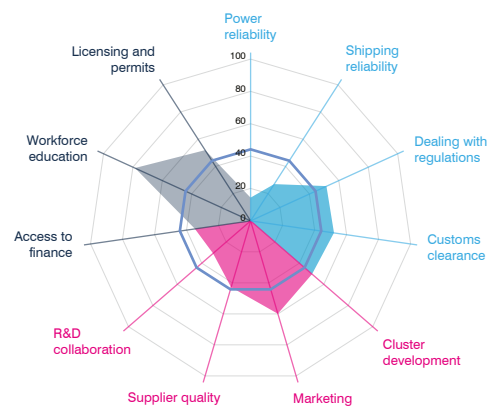 Power
reliability
Shipping
reliability
Dealing with
regulations
Customs
clearance
Cluster
development
Marketing
Supplier quality
R&D
collaboration
Access to
finance
Workforce
education
Licensing and
permits
100
80
60
40
20
0